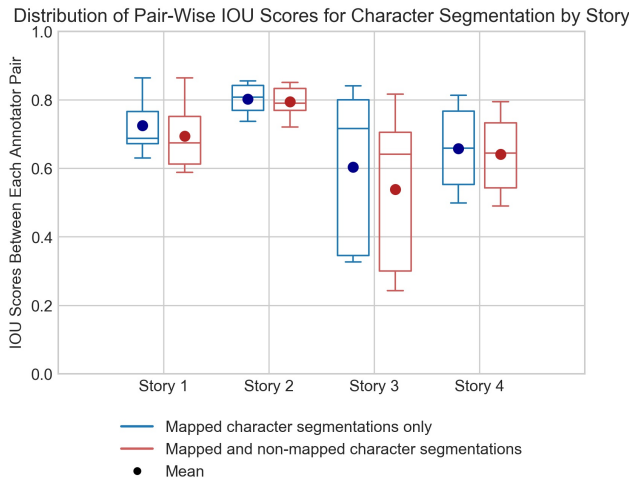 Distribution of Pair-Wise IOU Scores for Character Segmentation by Story
IOU Scores Between Each Annotator Pair
1.0
0.8
0.6
0.4
0.2
0.0
Story 1
Story 2
Story 3
Story 4
Mapped character segmentations only
Mapped and non-mapped character segmentations
Mean